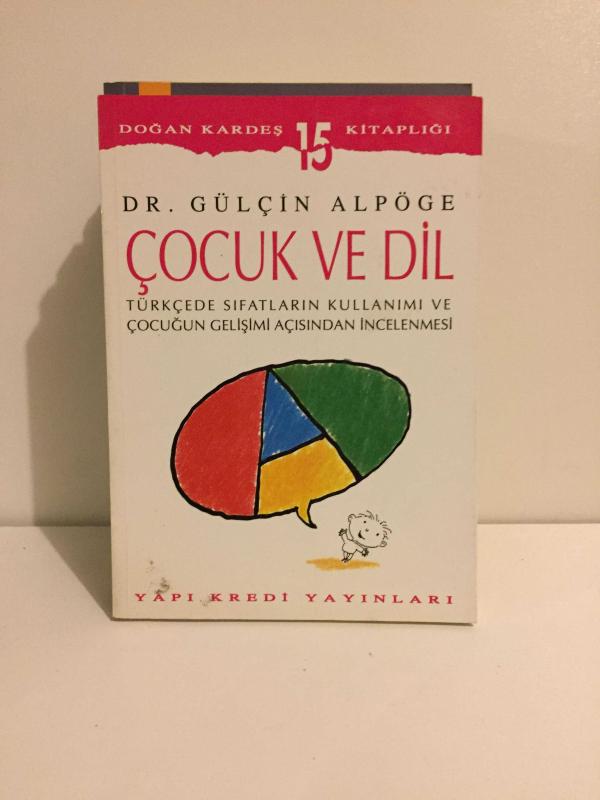 DOĞAN KARDEŞ 15 KİTAPLIĞI
DR. GÜLÇİN ALPÖGE
ÇOCUK VE DİL
TÜRKÇEDE SIFATLARIN KULLANIMI VE
ÇOCUĞUN GELİŞİMİ AÇISINDAN İNCELENMESİ
YAPI KREDİ YAYINLARI